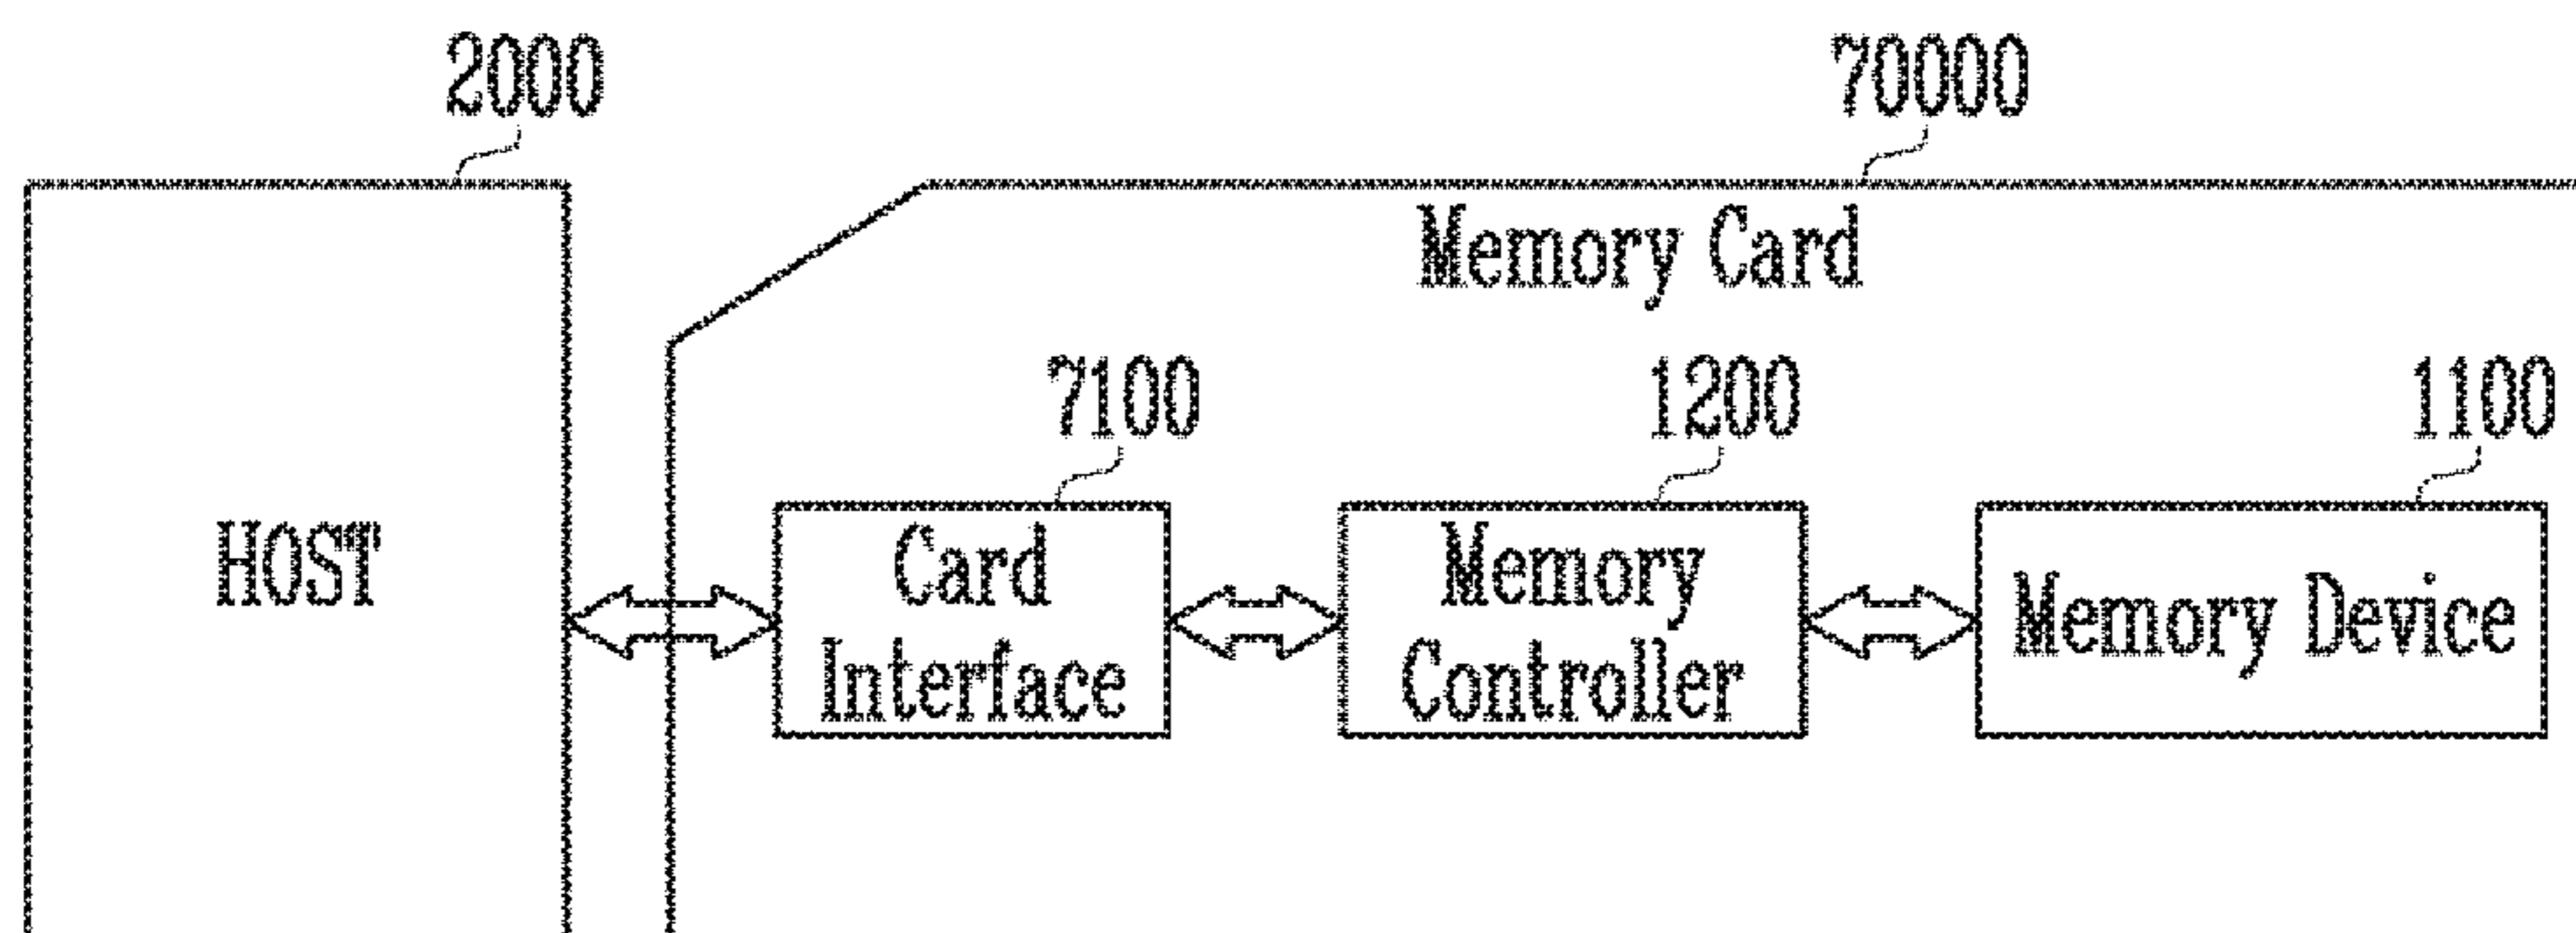 2000
70000
Memory Card
7100
1200
1100
HOST
Card
Interface
Memory
Controller
Memory Device